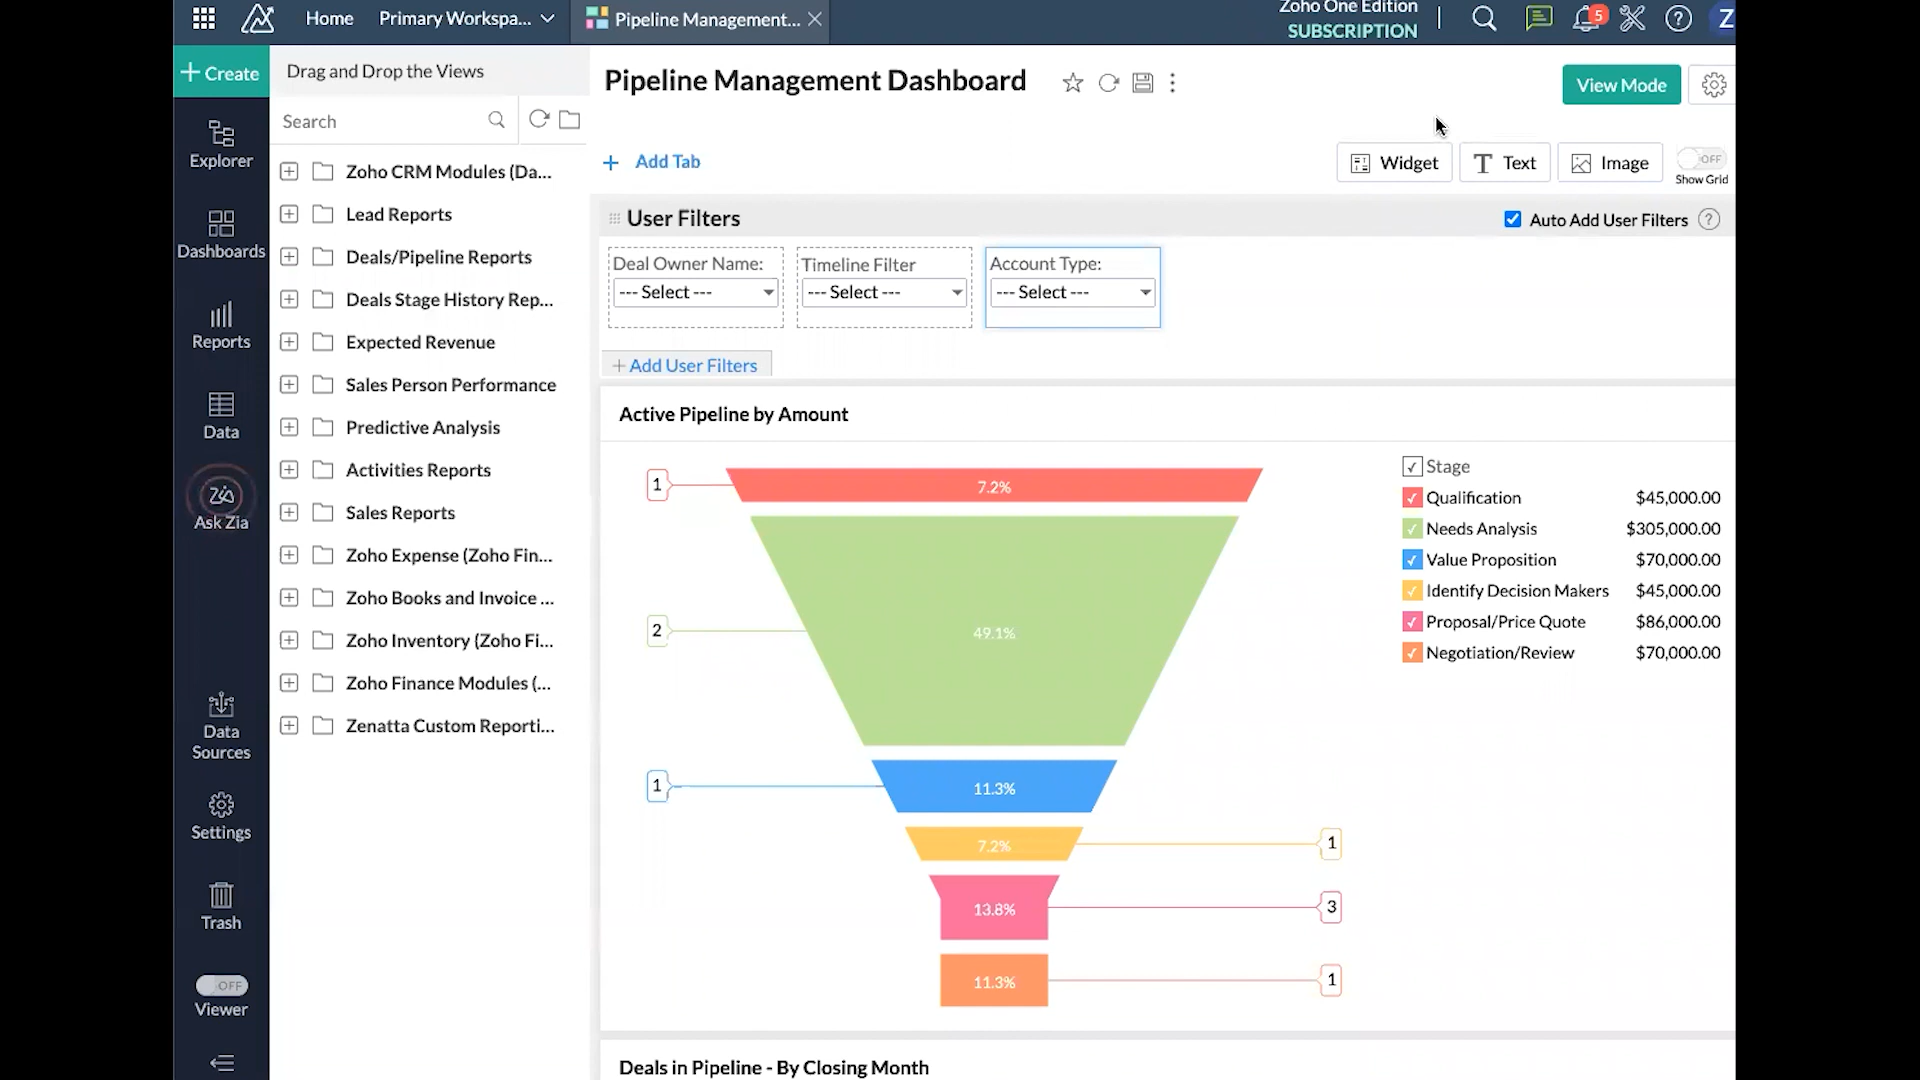 Home
Primary Workspa...
Pipeline Management...
Zoho One Edition
SUBSCRIPTION
5
Z
+ Create
Drag and Drop the Views
Search
Explorer
Dashboards
Reports
Data
Ask Zia
Data
Sources
Settings
Trash
OFF
Viewer
Zoho CRM Modules (Da...
Lead Reports
Deals/Pipeline Reports
Deals Stage History Rep...
Expected Revenue
Sales Person Performance
Predictive Analysis
Activities Reports
Sales Reports
Zoho Expense (Zoho Fin...
Zoho Books and Invoice ...
Zoho Inventory (Zoho Fi...
Zoho Finance Modules (...
Zenatta Custom Reporti...
Pipeline Management Dashboard
View Mode
+ Add Tab
Widget
Text
Image
OFF
Show Grid
User Filters
Auto Add User Filters
Deal Owner Name:
--- Select ---
Timeline Filter
--- Select ---
Account Type:
--- Select ---
+ Add User Filters
Active Pipeline by Amount
1
7.2%
2
49.1%
1
11.3%
7.2%
1
13.8%
3
11.3%
1
Stage
Qualification $45,000.00
Needs Analysis $305,000.00
Value Proposition $70,000.00
Identify Decision Makers $45,000.00
Proposal/Price Quote $86,000.00
Negotiation/Review $70,000.00
Deals in Pipeline - By Closing Month